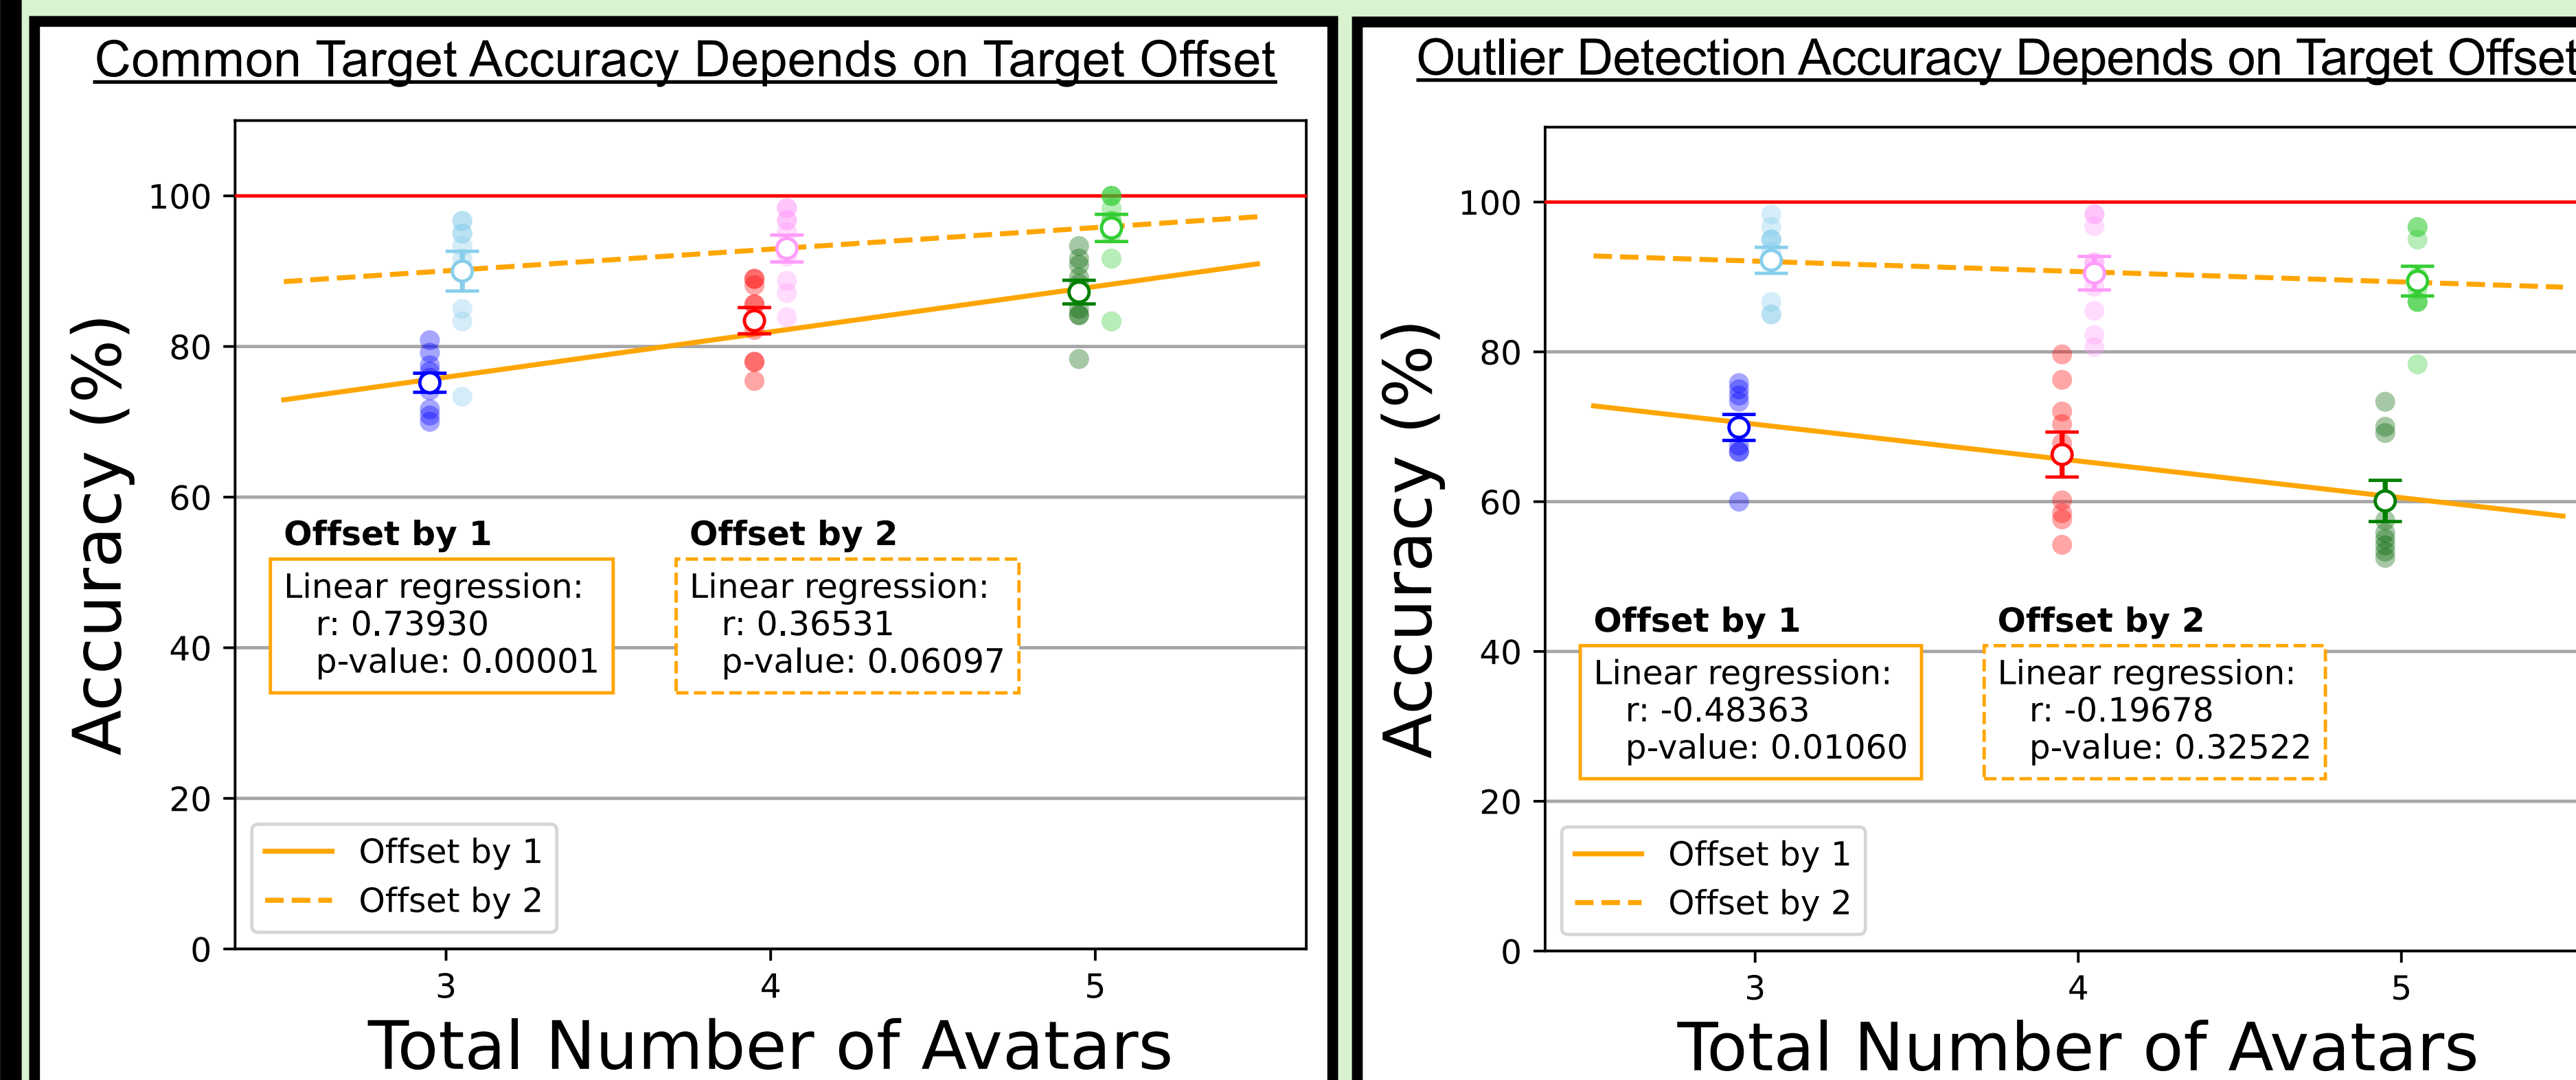 Common Target Accuracy Depends on Target Offset
Accuracy (%)
100
80
60
40
20
0
Offset by 1
Linear regression:
r: 0.73930
p-value: 0.00001
Offset by 2
Linear regression:
r: 0.36531
p-value: 0.06097
Offset by 1
Offset by 2
3
4
5
Total Number of Avatars
Outlier Detection Accuracy Depends on Target Offset
Accuracy (%)
100
80
60
40
20
0
Offset by 1
Linear regression:
r: -0.48363
p-value: 0.01060
Offset by 2
Linear regression:
r: -0.19678
p-value: 0.32522
Offset by 1
Offset by 2
3
4
5
Total Number of Avatars